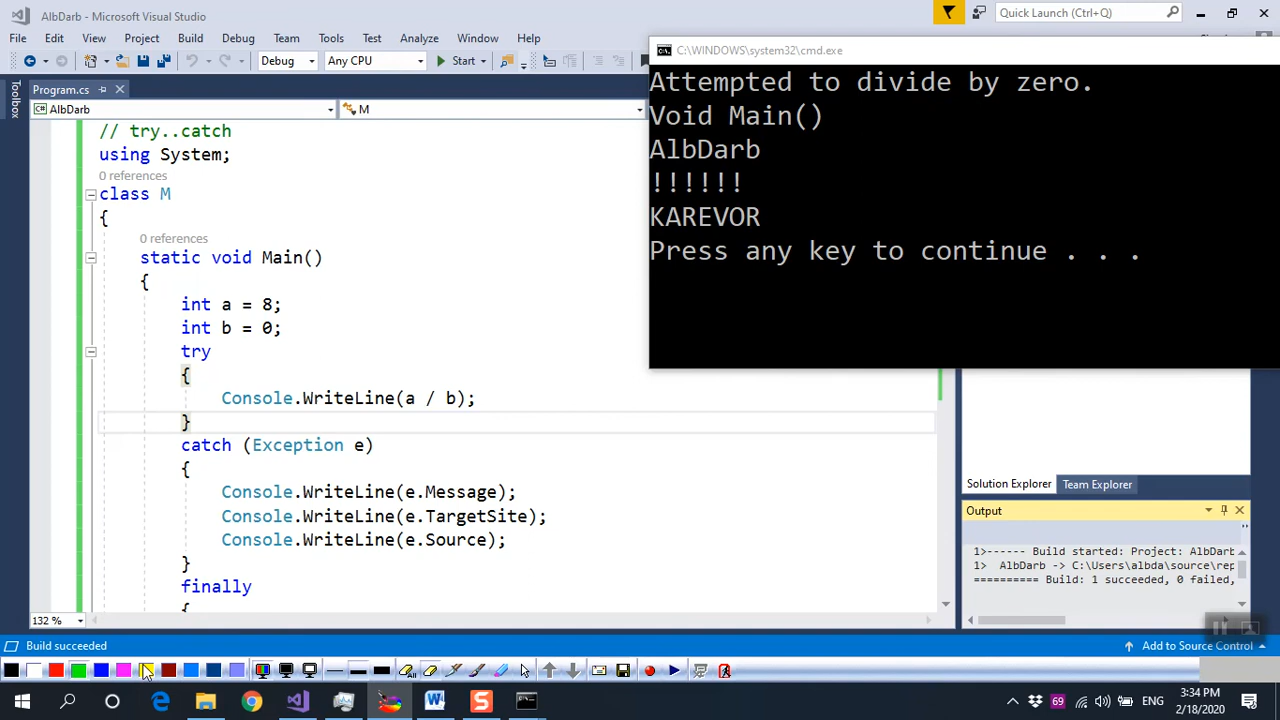 AlbDarb - Microsoft Visual Studio
Quick Launch (Ctrl+Q)
File Edit View Project Build Debug Team Tools Test Analyze Window Help
Debug Any CPU Start
Program.cs
Toolbox
AlbDarb M
// try..catch
using System;
0 references
class M
{
0 references
static void Main()
{
int a = 8;
int b = 0;
try
{
Console.WriteLine(a / b);
}
catch (Exception e)
{
Console.WriteLine(e.Message);
Console.WriteLine(e.TargetSite);
Console.WriteLine(e.Source);
}
finally
{
132 %
C:\WINDOWS\system32\cmd.exe
Attempted to divide by zero.
Void Main()
AlbDarb
!!!!!!
KAREVOR
Press any key to continue . . .
Solution Explorer Team Explorer
Output
1>------ Build started: Project: AlbDarb
1> AlbDarb -> C:\Users\albda\source\rep
========== Build: 1 succeeded, 0 failed,
Build succeeded
Add to Source Control
69
ENG
3:34 PM
2/18/2020